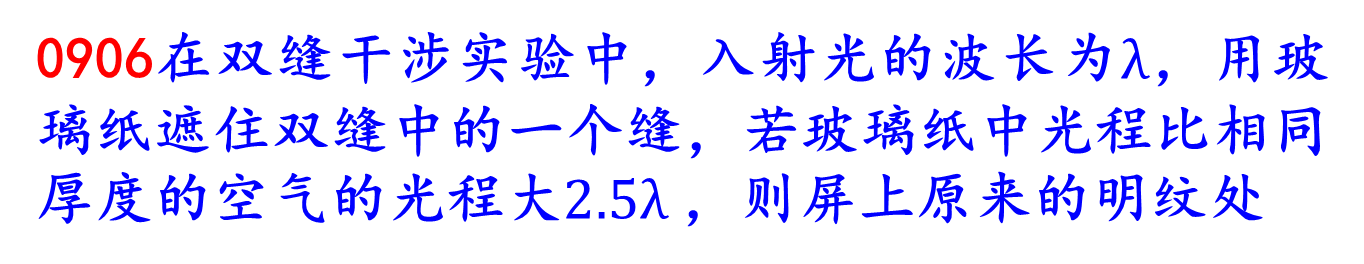 0906在双缝干涉实验中，入射光的波长为λ，用玻
璃纸遮住双缝中的一个缝，若玻璃纸中光程比相同
厚度的空气的光程大2.5λ，则屏上原来的明纹处